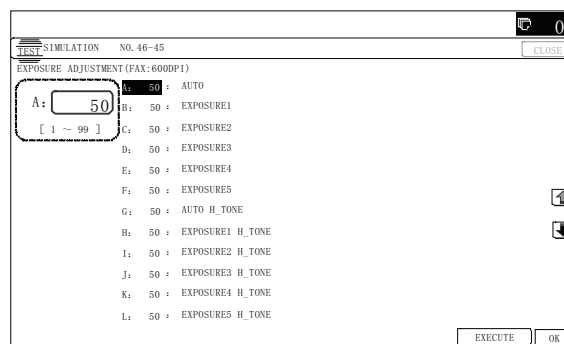 0
TEST SIMULATION NO. 46-45
CLOSE
EXPOSURE ADJUSTMENT(FAX:600DPI)
A: 50
[ 1 ~ 99 ]
A: 50 : AUTO
B: 50 : EXPOSURE1
C: 50 : EXPOSURE2
D: 50 : EXPOSURE3
E: 50 : EXPOSURE4
F: 50 : EXPOSURE5
G: 50 : AUTO H_TONE
H: 50 : EXPOSURE1 H_TONE
I: 50 : EXPOSURE2 H_TONE
J: 50 : EXPOSURE3 H_TONE
K: 50 : EXPOSURE4 H_TONE
L: 50 : EXPOSURE5 H_TONE
EXECUTE OK